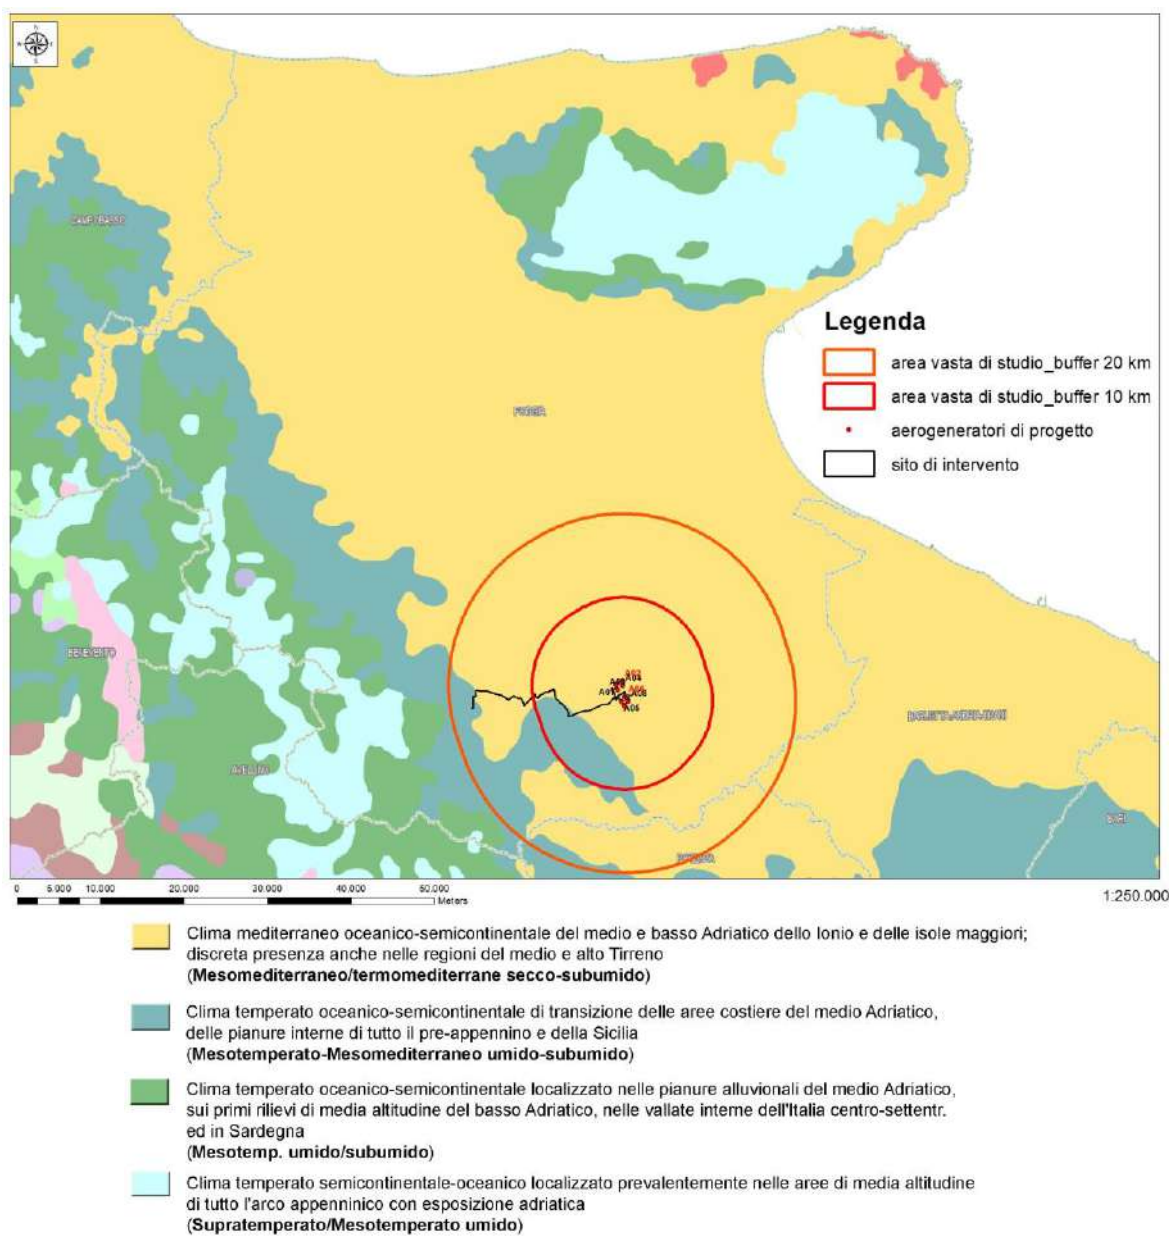 N
S
CAMPOBASSO
Legenda
area vasta di studio_buffer 20 km
area vasta di studio_buffer 10 km
aerogeneratori di progetto
sito di intervento
FOGGIA
BENEVENTO
A04
A05
AVELLINO
BARI
0 5.000 10.000 20.000 30.000 40.000 50.000
Meters
1:250.000
Clima mediterraneo oceanico-semicontinentale del medio e basso Adriatico dello Ionio e delle isole maggiori;
discreta presenza anche nelle regioni del medio e alto Tirreno
(Mesomediterraneo/termomediterrane secco-subumido)
Clima temperato oceanico-semicontinentale di transizione delle aree costiere del medio Adriatico,
delle pianure interne di tutto il pre-appennino e della Sicilia
(Mesotemperato-Mesomediterraneo umido-subumido)
Clima temperato oceanico-semicontinentale localizzato nelle pianure alluvionali del medio Adriatico,
sui primi rilievi di media altitudine del basso Adriatico, nelle vallate interne dell'Italia centro-settentr.
ed in Sardegna
(Mesotemp. umido/subumido)
Clima temperato semicontinentale-oceanico localizzato prevalentemente nelle aree di media altitudine
di tutto l'arco appenninico con esposizione adriatica
(Supratemperato/Mesotemperato umido)